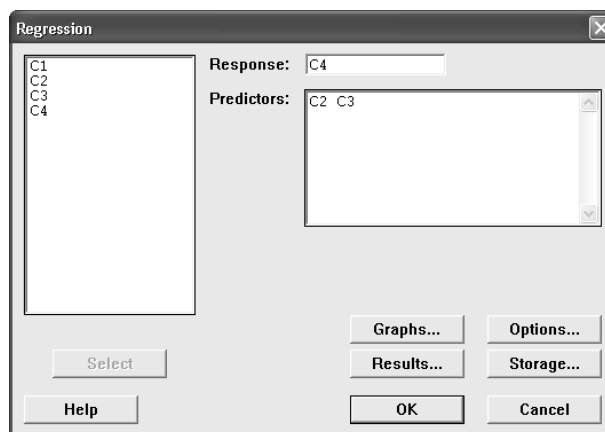 Regression
C1
C2
C3
C4
Response: C4
Predictors: C2 C3
Graphs... Options...
Select Results... Storage...
Help OK Cancel